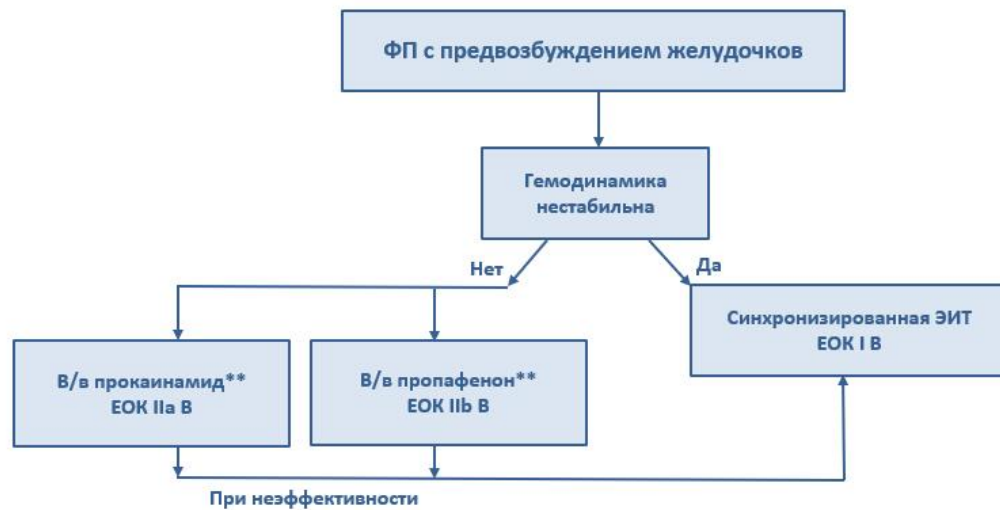 ФП с предвозбуждением желудочков
Гемодинамика
нестабильна
Нет
Да
Синхронизированная ЭИТ
ЕОК I B
В/в прокаинамид**
ЕОК IIa B
В/в пропафенон**
ЕОК IIb B
При неэффективности